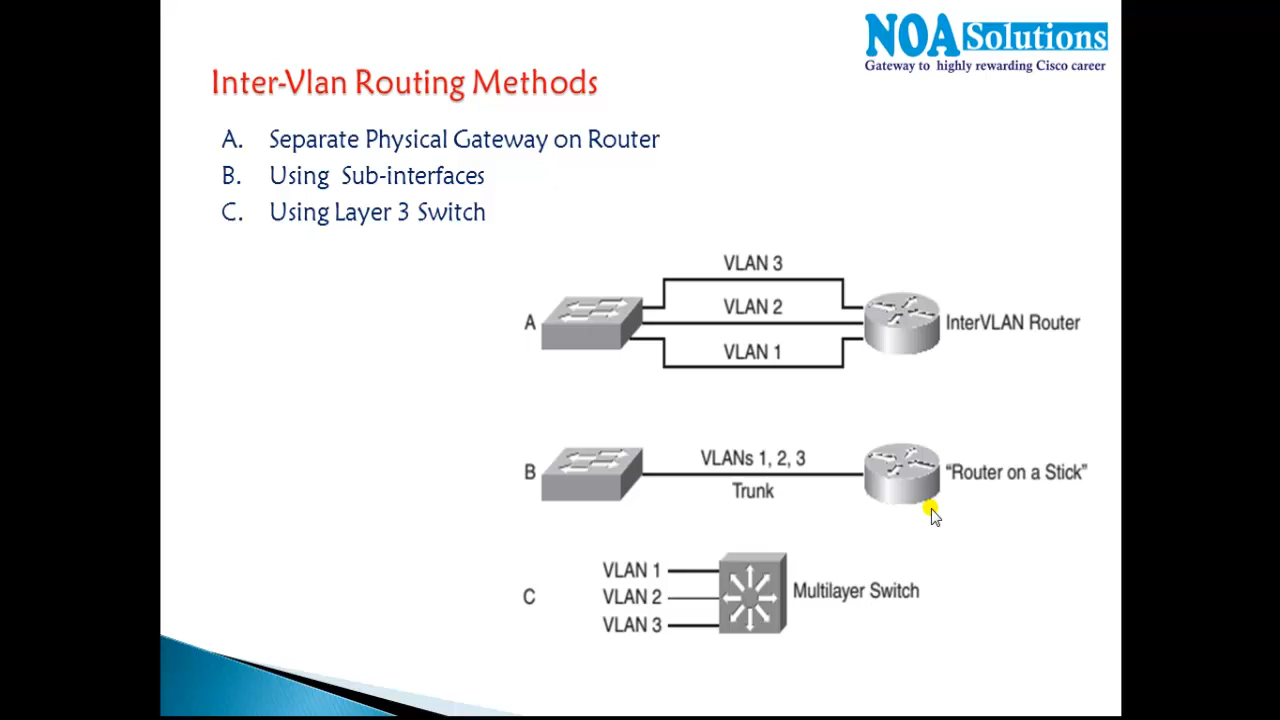 NOA Solutions
Gateway to highly rewarding Cisco career
Inter-Vlan Routing Methods
A. Separate Physical Gateway on Router
B. Using Sub-interfaces
C. Using Layer 3 Switch
VLAN 3
VLAN 2
A
InterVLAN Router
VLAN 1
VLANs 1, 2, 3
B
"Router on a Stick"
Trunk
VLAN 1
C
VLAN 2
Multilayer Switch
VLAN 3